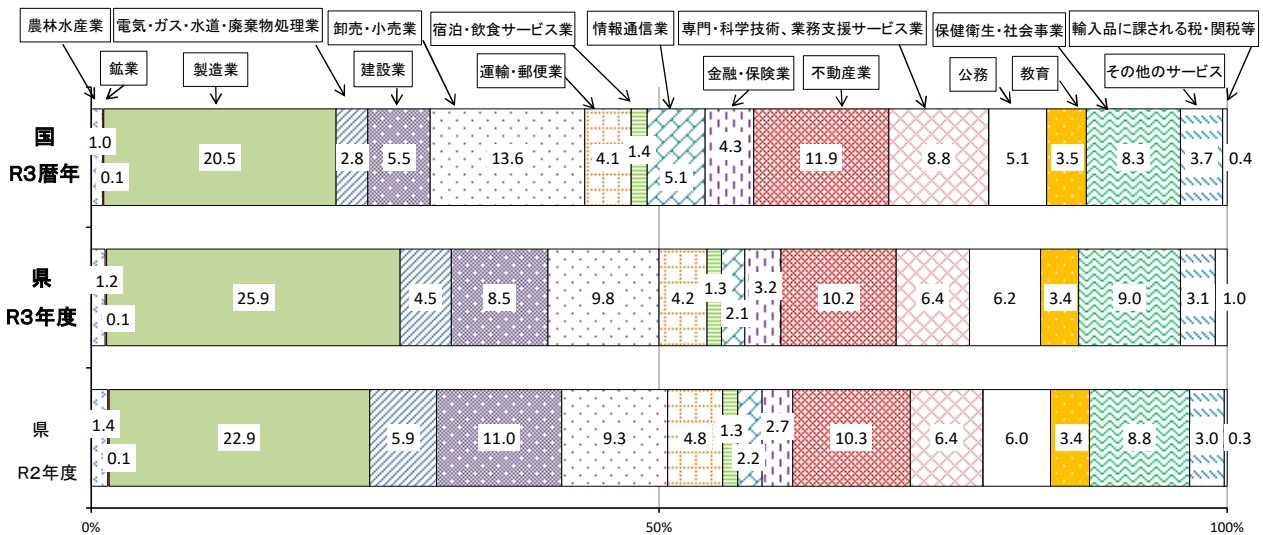 農林水産業
電気・ガス・水道・廃棄物処理業
卸売・小売業
宿泊・飲食サービス業
情報通信業
専門・科学技術、業務支援サービス業
保健衛生・社会事業
輸入品に課される税・関税等
鉱業
製造業
建設業
運輸・郵便業
金融・保険業
不動産業
公務
教育
その他のサービス
国
R3暦年
1.0
0.1
20.5
2.8
5.5
13.6
4.1
1.4
5.1
4.3
11.9
8.8
5.1
3.5
8.3
3.7
0.4
県
R3年度
1.2
0.1
25.9
4.5
8.5
9.8
4.2
1.3
2.1
3.2
10.2
6.4
6.2
3.4
9.0
3.1
1.0
県
R2年度
1.4
0.1
22.9
5.9
11.0
9.3
4.8
1.3
2.2
2.7
10.3
6.4
6.0
3.4
8.8
3.0
0.3
0%
50%
100%